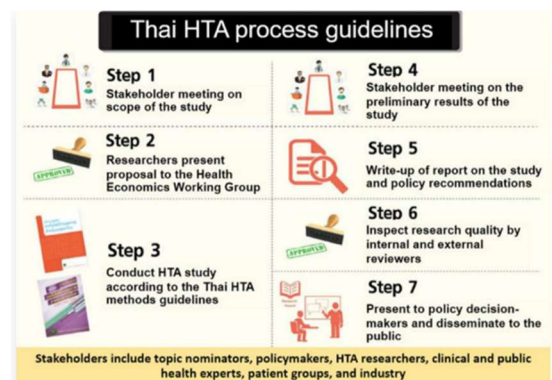 Thai HTA process guidelines
Step 1
Stakeholder meeting on
scope of the study
Step 2
Researchers present
proposal to the Health
Economics Working Group
APPROVED
Step 3
Conduct HTA study
according to the Thai HTA
methods guidelines
Step 4
Stakeholder meeting on the
preliminary results of the
study
Step 5
Write-up of report on the study
and policy recommendations
Step 6
Inspect research quality by
internal and external
reviewers
APPROVED
Step 7
Present to policy decision-
makers and disseminate to the
public
Stakeholders include topic nominators, policymakers, HTA researchers, clinical and public
health experts, patient groups, and industry